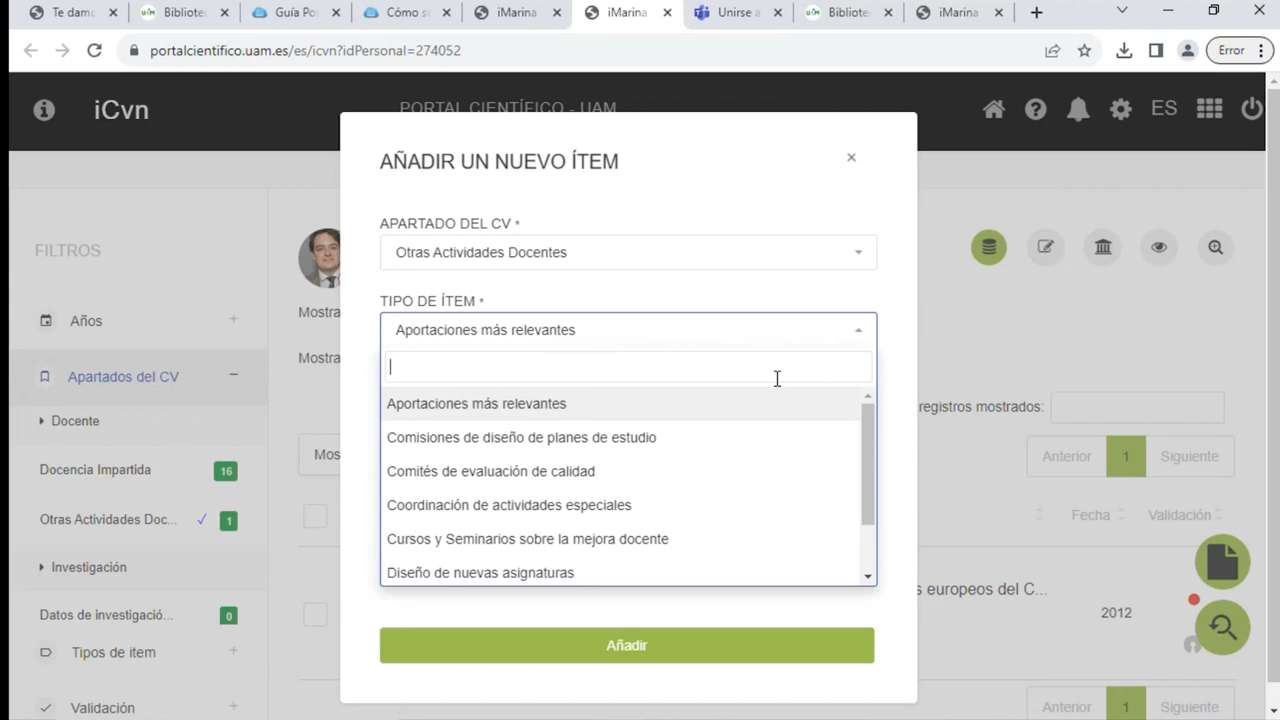 Te damo
Bibliote
Guía Po
Cómo s
iMarina
iMarina
Unirse a
Bibliote
iMarina
portalcientifico.uam.es/es/icvn?idPersonal=274052
Error
iCvn
PORTAL CIENTÍFICO - UAM
ES
AÑADIR UN NUEVO ÍTEM
×
FILTROS
APARTADO DEL CV *
Otras Actividades Docentes
TIPO DE ÍTEM *
Años
Mostra
Aportaciones más relevantes
Mostra
Apartados del CV
Aportaciones más relevantes
registros mostrados:
Docente
Comisiones de diseño de planes de estudio
Mos
Anterior
1
Siguiente
Docencia Impartida
16
Comités de evaluación de calidad
Coordinación de actividades especiales
Fecha
Validación
Otras Actividades Doc...
1
Cursos y Seminarios sobre la mejora docente
Investigación
Diseño de nuevas asignaturas
s europeos del C...
Datos de investigació...
0
2012
Tipos de item
Añadir
Validación
Anterior
1
Siguiente